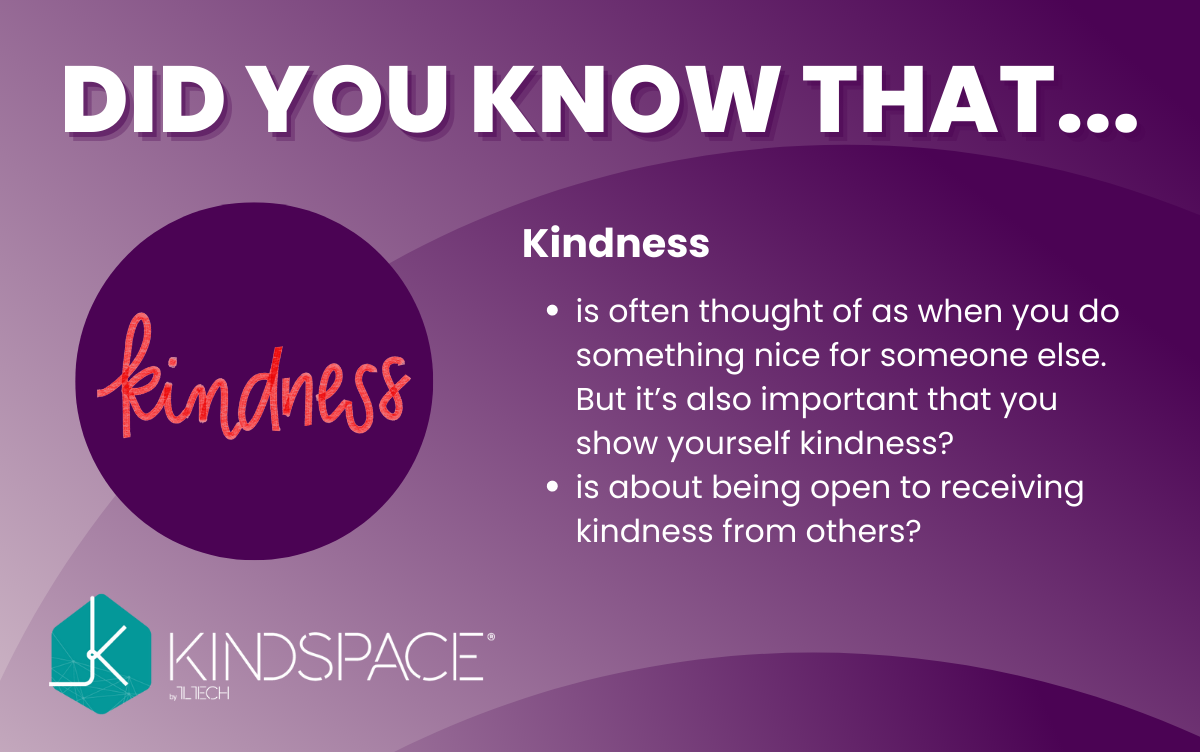 DID YOU KNOW THAT...
kindness
Kindness
• is often thought of as when you do
something nice for someone else.
But it’s also important that you
show yourself kindness?
• is about being open to receiving
kindness from others?
KINDSPACE®
by TLTECH